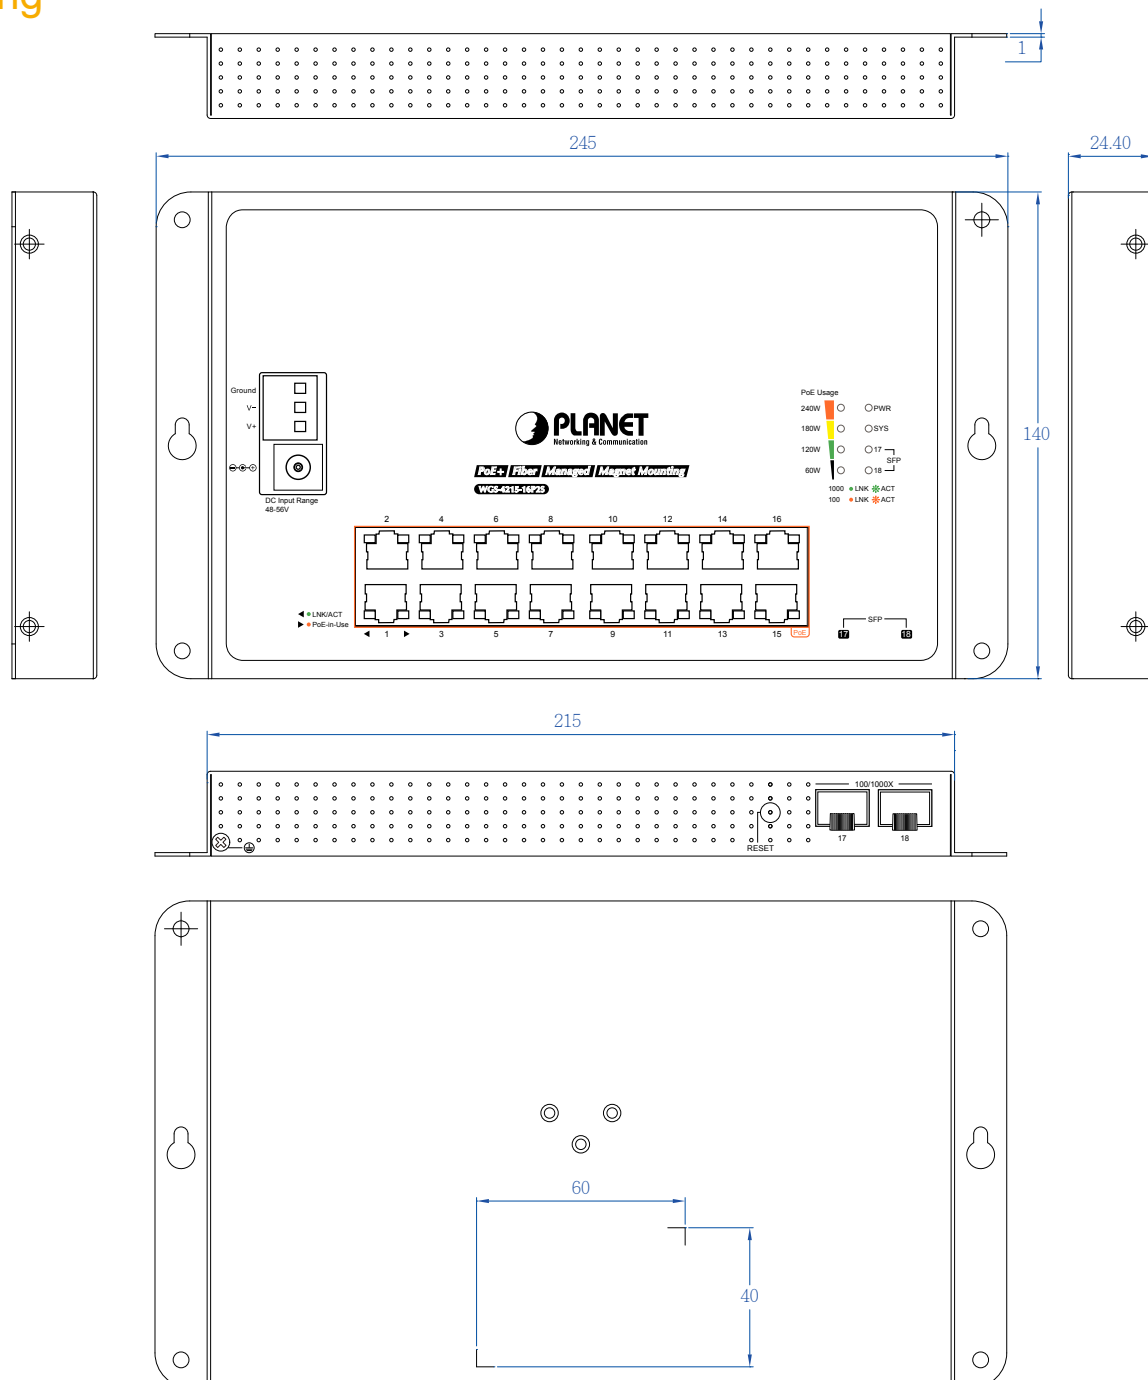 ng
1
245
24.40
140
Ground
V−
V+
DC Input Range
48-56V
PLANET
Networking & Communication
PoE+ Fiber Managed Magnet Mounting
WGS-4215-16P2S
PoE Usage
240W PWR
180W SYS
120W 17
SFP
60W 18
1000 LNK ACT
100 LNK ACT
2 4 6 8 10 12 14 16
LNK/ACT
PoE-in-Use
1 3 5 7 9 11 13 15 PoE
SFP
17 18
215
100/1000X
RESET
17 18
60
40